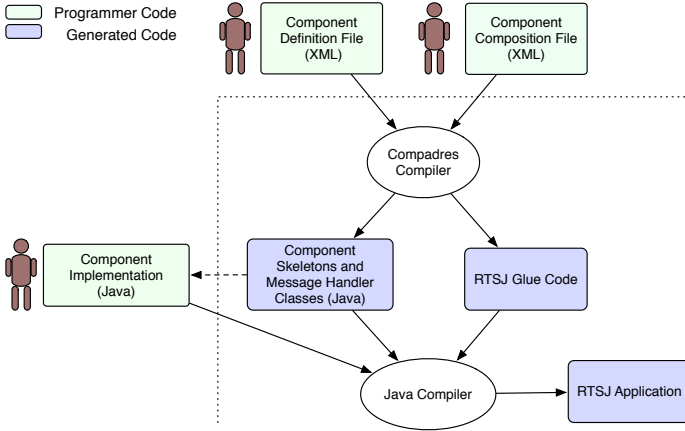 Programmer Code
Generated Code
Component
Definition File
(XML)
Component
Composition File
(XML)
Compadres
Compiler
Component
Implementation
(Java)
Component
Skeletons and
Message Handler
Classes (Java)
RTSJ Glue Code
Java Compiler
RTSJ Application